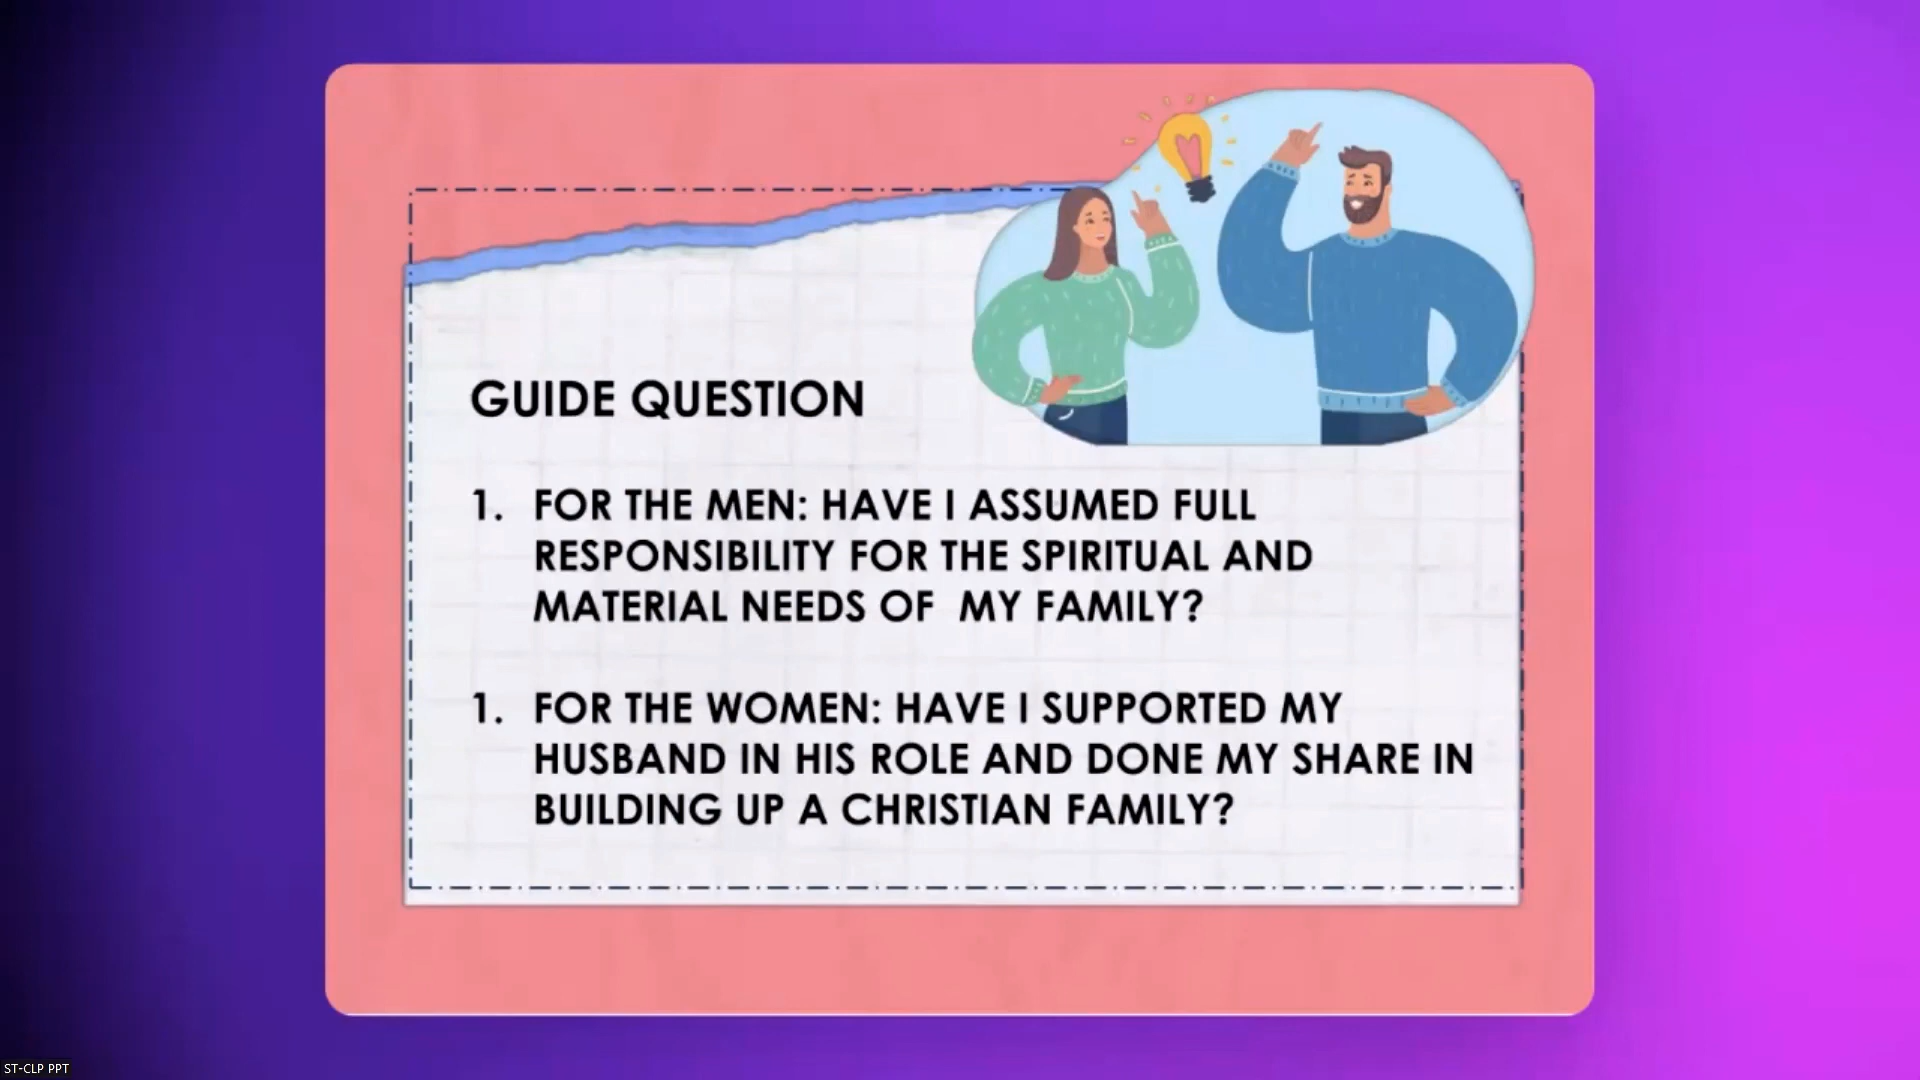 GUIDE QUESTION
1. FOR THE MEN: HAVE I ASSUMED FULL
RESPONSIBILITY FOR THE SPIRITUAL AND
MATERIAL NEEDS OF MY FAMILY?
1. FOR THE WOMEN: HAVE I SUPPORTED MY
HUSBAND IN HIS ROLE AND DONE MY SHARE IN
BUILDING UP A CHRISTIAN FAMILY?
ST-CLP PPT